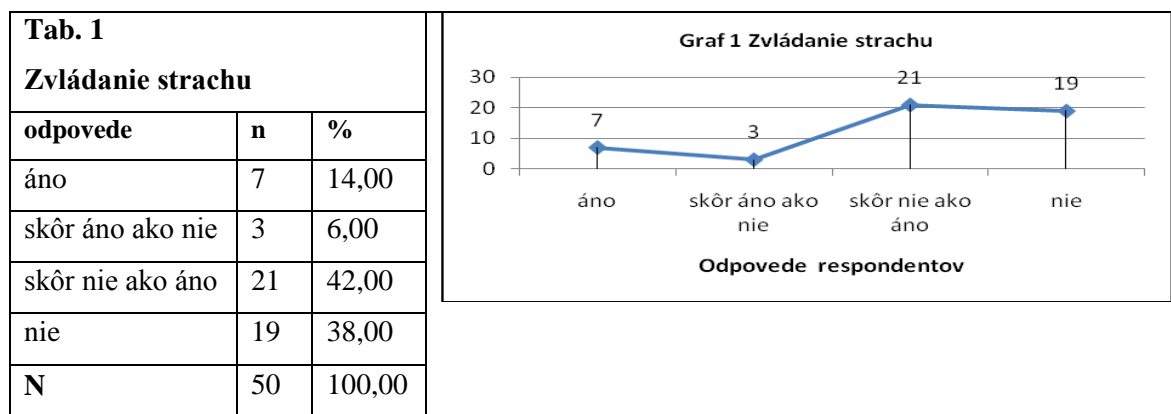 Tab. 1
Zvládanie strachu
odpovede n %
áno 7 14,00
skôr áno ako nie 3 6,00
skôr nie ako áno 21 42,00
nie 19 38,00
N 50 100,00
Graf 1 Zvládanie strachu
30
20
10
0
7
3
21
19
áno
skôr áno ako
nie
skôr nie ako
áno
nie
Odpovede respondentov